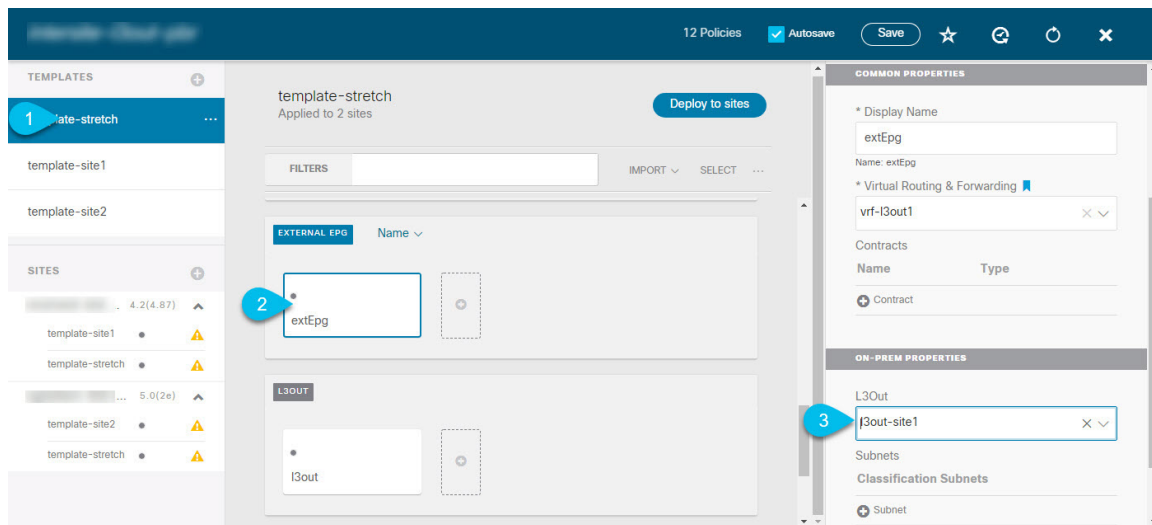 12 Policies
Autosave
Save
TEMPLATES
1
ate-stretch
template-site1
template-site2
SITES
4.2(4.87)
template-site1
template-stretch
... 5.0(2e)
template-site2
template-stretch
template-stretch
Applied to 2 sites
Deploy to sites
FILTERS
IMPORT
SELECT
EXTERNAL EPG
Name
2
extEpg
L3OUT
l3out
COMMON PROPERTIES
* Display Name
extEpg
Name: extEpg
* Virtual Routing & Forwarding
vrf-l3out1
Contracts
Name Type
Contract
ON-PREM PROPERTIES
L3Out
3
l3out-site1
Subnets
Classification Subnets
Subnet